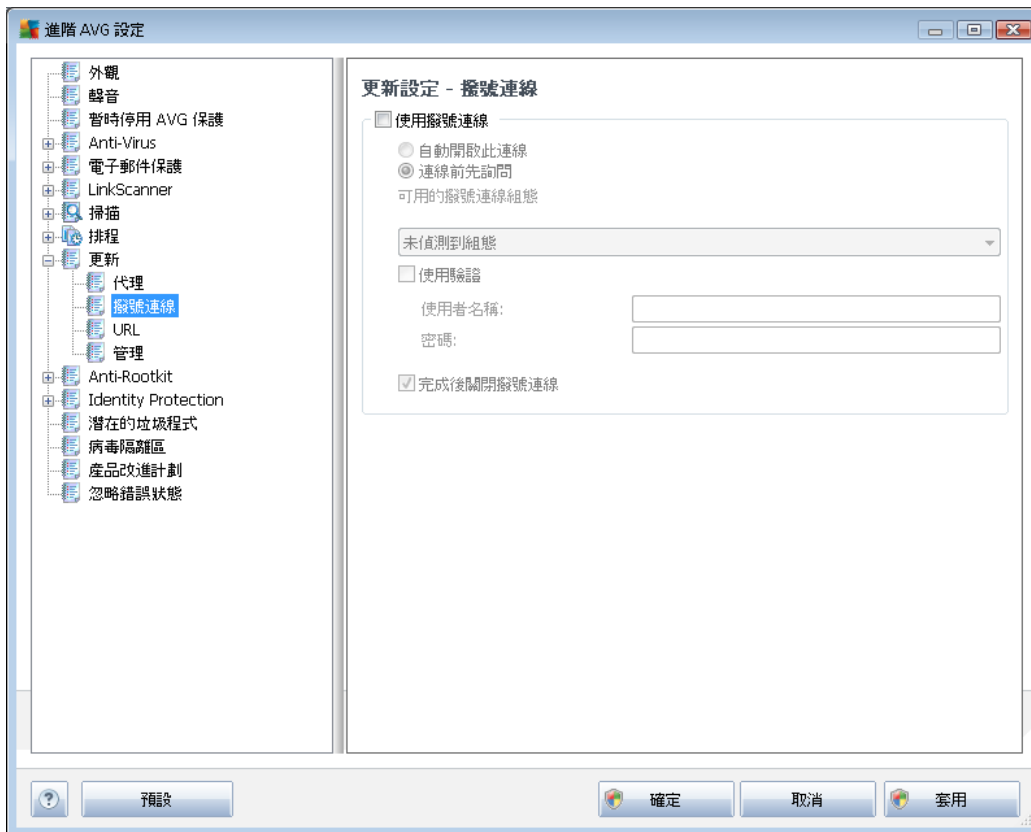 進階 AVG 設定
外觀
聲音
暫時停用 AVG 保護
Anti-Virus
電子郵件保護
LinkScanner
掃描
排程
更新
代理
撥號連線
URL
管理
Anti-Rootkit
Identity Protection
潛在的垃圾程式
病毒隔離區
產品改進計劃
忽略錯誤狀態
更新設定 - 撥號連線
使用撥號連線
自動開啟此連線
連線前先詢問
可用的撥號連線組態
未偵測到組態
使用驗證
使用者名稱:
密碼:
完成後關閉撥號連線
?
預設
確定
取消
套用